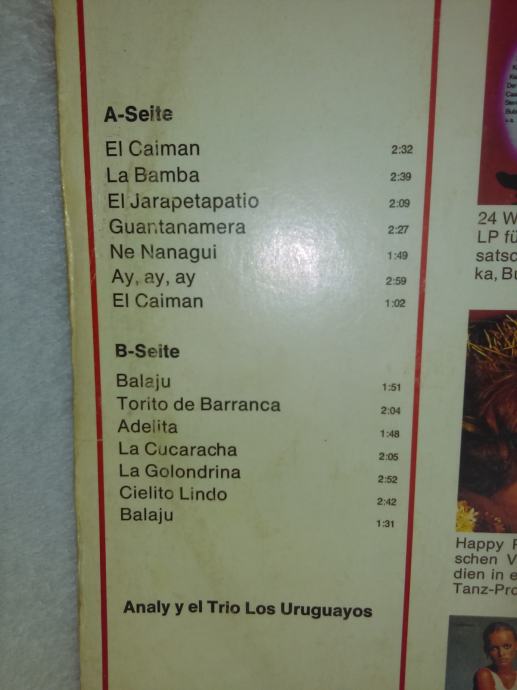 A-Seite
El Caiman 2:32
La Bamba 2:39
El Jarapetapatio 2:09
Guantanamera 2:27
Ne Nanagui 1:49
Ay, ay, ay 2:59
El Caiman 1:02
B-Seite
Balaju 1:51
Torito de Barranca 2:04
Adelita 1:48
La Cucaracha 2:05
La Golondrina 2:52
Cielito Lindo 2:42
Balaju 1:31
Analy y el Trio Los Uruguayos
24 W
LP fü
satsc
ka, Bu
Happy
schen V
dien in e
Tanz-Pro